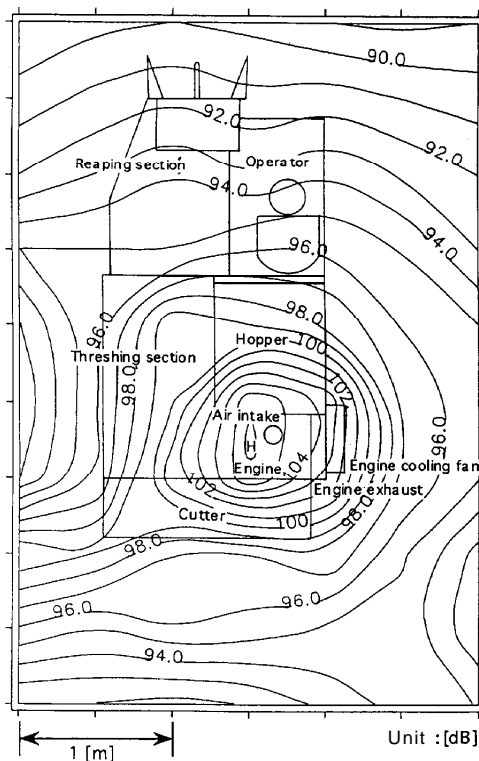 90.0
92.0
92.0
Reaping section
Operator
94.0
94.0
96.0
96.0
98.0
Hopper
100
Threshing section
98.0
102
Air intake
96.0
H
Engine
104
Engine cooling fan
102
Engine exhaust
Cutter
100
98.0
98.0
96.0
96.0
94.0
1 [m]
Unit :[dB]